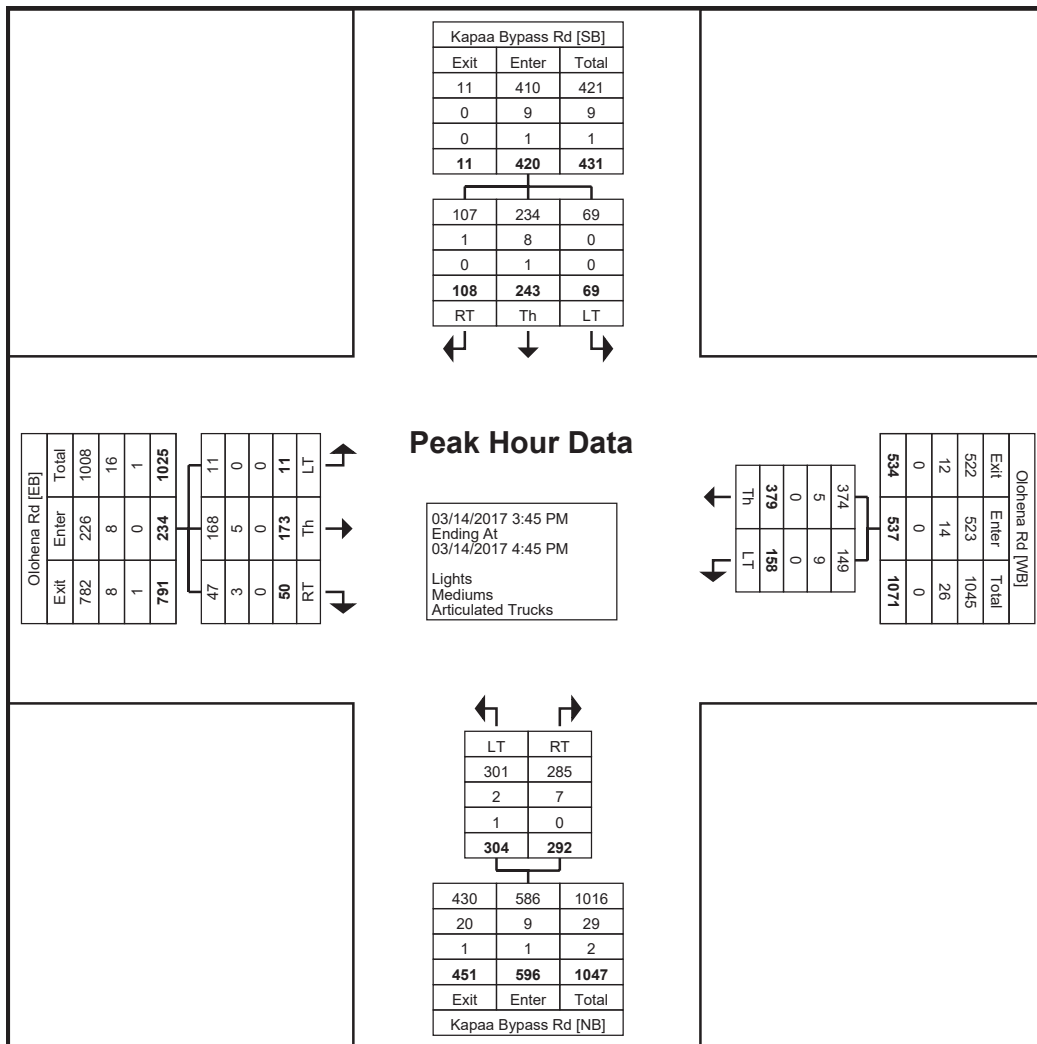 Kapaa Bypass Rd [SB]
Exit Enter Total
11 410 421
0 9 9
0 1 1
11 420 431
107 234 69
1 8 0
0 1 0
108 243 69
RT Th LT
Peak Hour Data
Olohena Rd [EB]
Total Enter Exit
1008 226 782
16 8 8
1 0 1
1025 234 791
11 168 47
0 5 3
0 0 0
11 173 50
LT Th RT
03/14/2017 3:45 PM
Ending At
03/14/2017 4:45 PM
Lights
Mediums
Articulated Trucks
Olohena Rd [WB]
Exit Enter Total
522 523 1045
12 14 26
0 0 0
534 537 1071
374 149
5 9
0 0
379 158
Th LT
LT RT
301 285
2 7
1 0
304 292
430 586 1016
20 9 29
1 1 2
451 596 1047
Exit Enter Total
Kapaa Bypass Rd [NB]